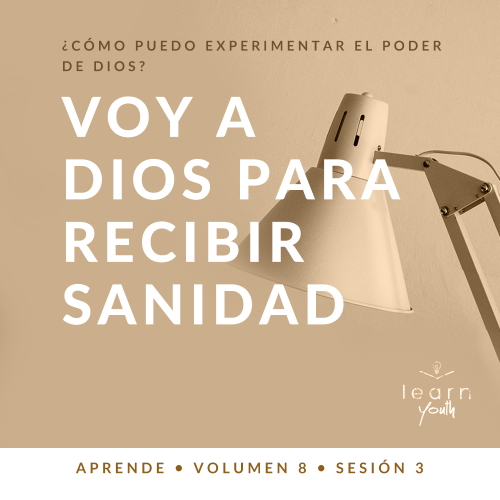 ¿CÓMO PUEDO EXPERIMENTAR EL PODER
DE DIOS?
VOY A
DIOS PARA
RECIBIR
SANIDAD
learn
youth
APRENDE • VOLUMEN 8 • SESIÓN 3